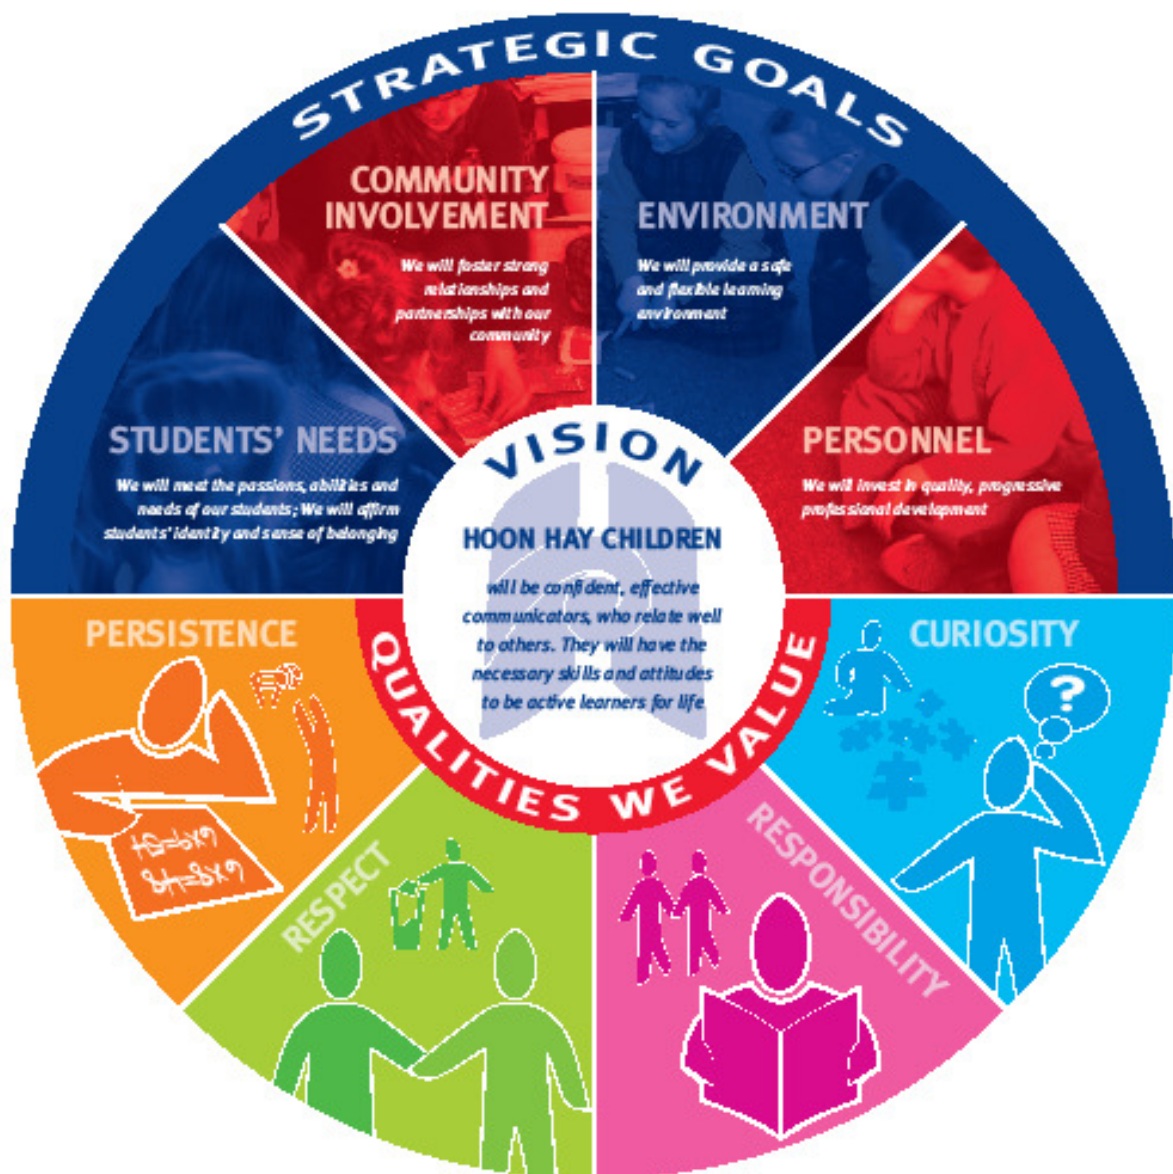 STRATEGIC GOALS
COMMUNITY
INVOLVEMENT
We will foster strong
relationships and
partnerships with our
community
ENVIRONMENT
We will provide a safe
and flexible learning
environment
STUDENTS' NEEDS
We will meet the passions, abilities and
needs of our students; We will affirm
students' identity and sense of belonging
PERSONNEL
We will invest in quality, progressive
professional development
VISION
HOON HAY CHILDREN
will be confident, effective
communicators, who relate well
to others. They will have the
necessary skills and attitudes
to be active learners for life
QUALITIES WE VALUE
PERSISTENCE
6x8=48
RESPECT
RESPONSIBILITY
CURIOSITY
?